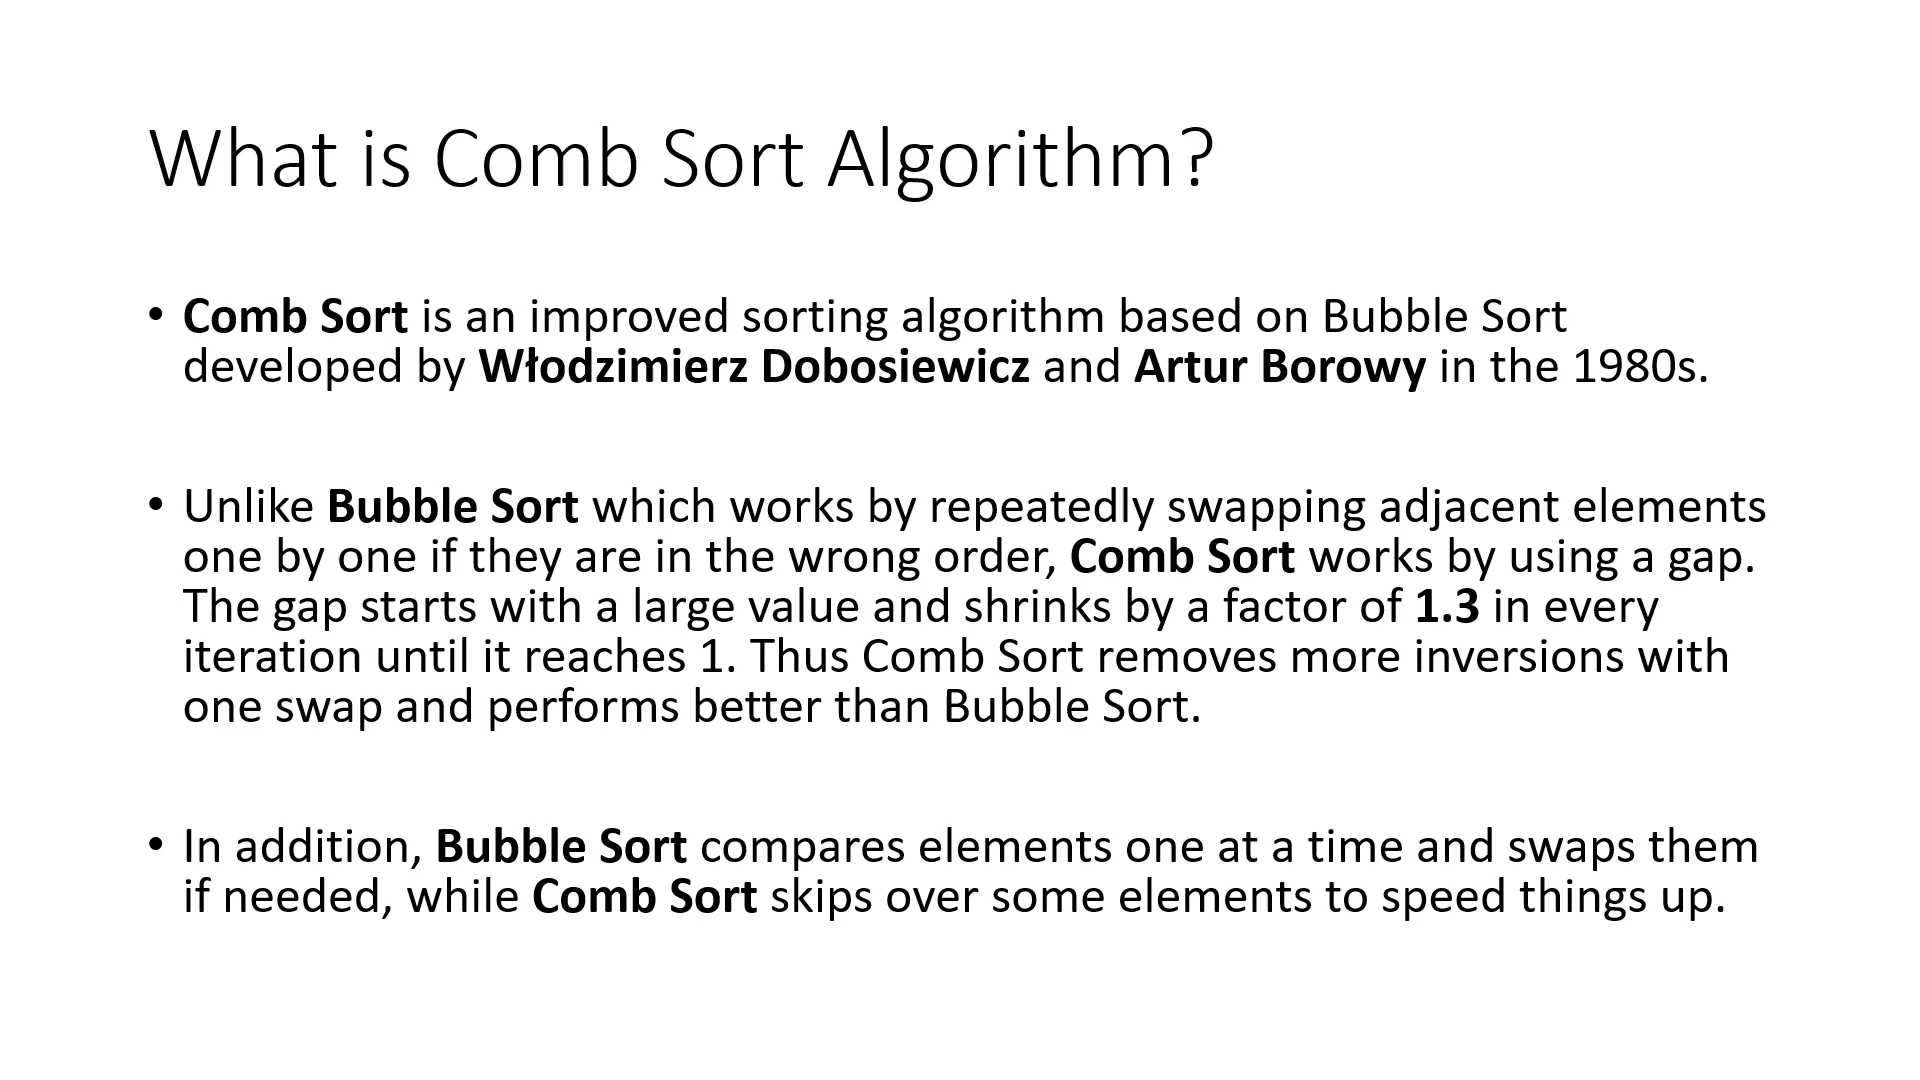 What is Comb Sort Algorithm?
• Comb Sort is an improved sorting algorithm based on Bubble Sort
developed by Włodzimierz Dobosiewicz and Artur Borowy in the 1980s.
• Unlike Bubble Sort which works by repeatedly swapping adjacent elements
one by one if they are in the wrong order, Comb Sort works by using a gap.
The gap starts with a large value and shrinks by a factor of 1.3 in every
iteration until it reaches 1. Thus Comb Sort removes more inversions with
one swap and performs better than Bubble Sort.
• In addition, Bubble Sort compares elements one at a time and swaps them
if needed, while Comb Sort skips over some elements to speed things up.